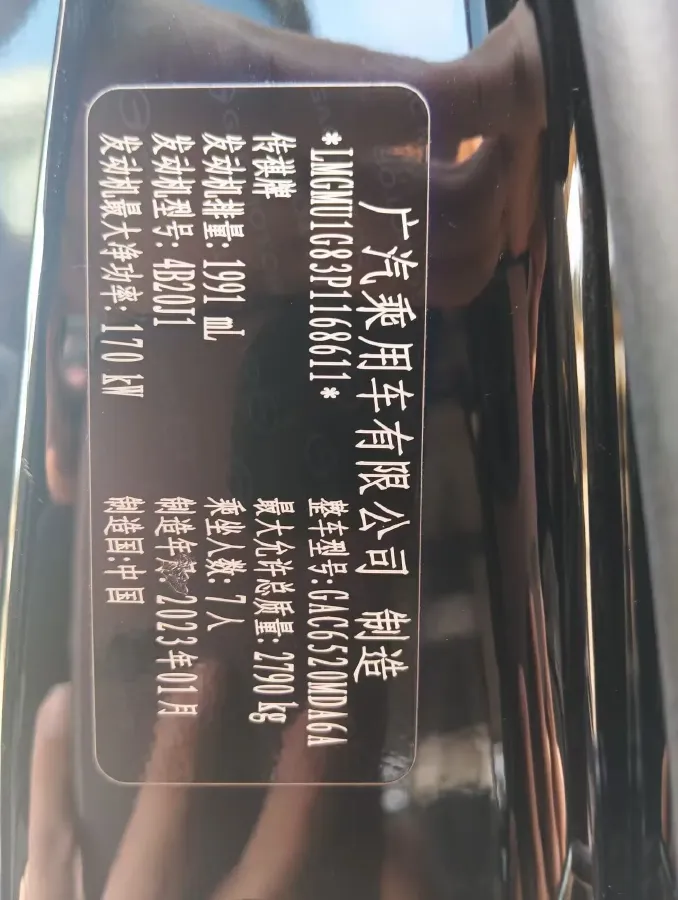 广汽乘用车有限公司 制造
*LMGMU1G83P1168611* 整车型号:GAC6520MDA6A
传祺牌 最大允许总质量: 2790 kg
发动机排量: 1991 mL 乘坐人数: 7人
发动机型号: 4B20J1 制造年月: 2023年01月
发动机最大净功率: 170 kW 制造国:中国